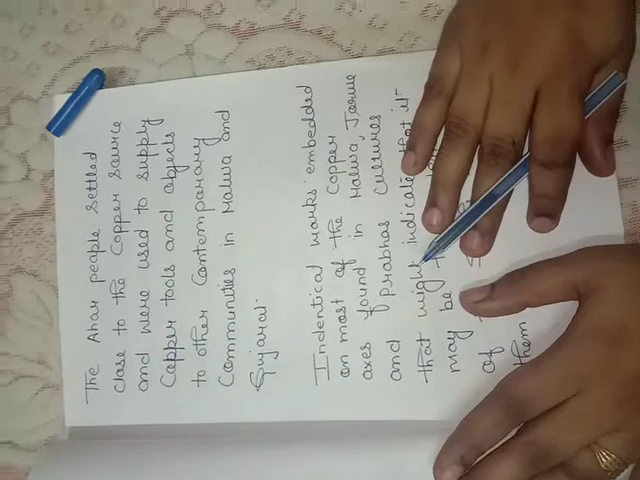 The Ahar people settled
close to the Copper source
and were used to supply
Copper tools and objects
to other Contemporary
Communities in Malwa and
Gujarat.
Indentical marks embedded
on most of the Copper
axes found in Malwa, Jorwe
and prabhas Cultures
that might indicate that it
may be
of
them